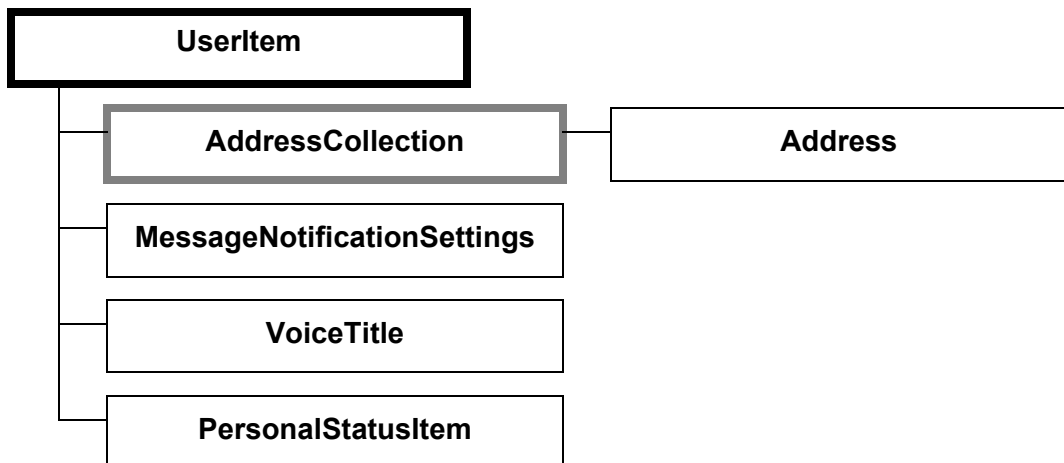 UserItem
AddressCollection
Address
MessageNotificationSettings
VoiceTitle
PersonalStatusItem